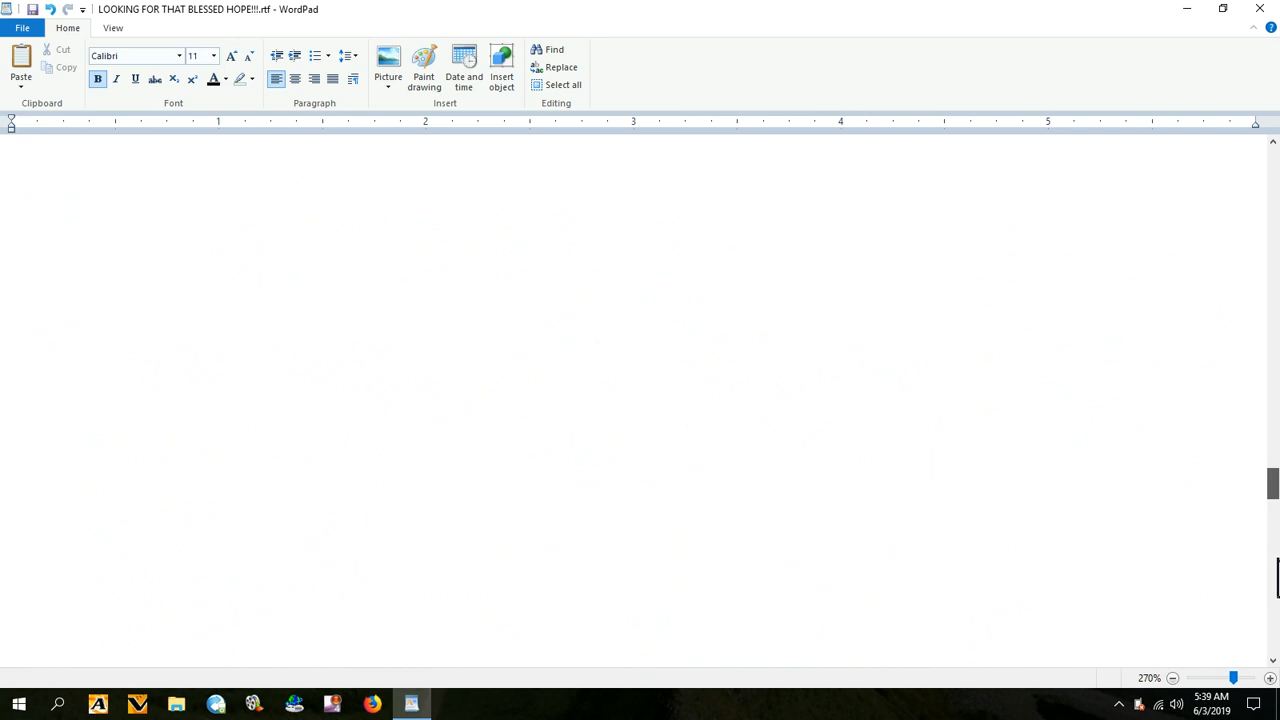 LOOKING FOR THAT BLESSED HOPE!!!.rtf - WordPad
File Home View
Paste
Cut
Copy
Clipboard
Calibri 11
B I U abc X₂ X² A
Font
Paragraph
Picture
Paint drawing
Date and time
Insert object
Insert
Find
Replace
Select all
Editing
1 2 3 4 5
270%
5:39 AM
6/3/2019